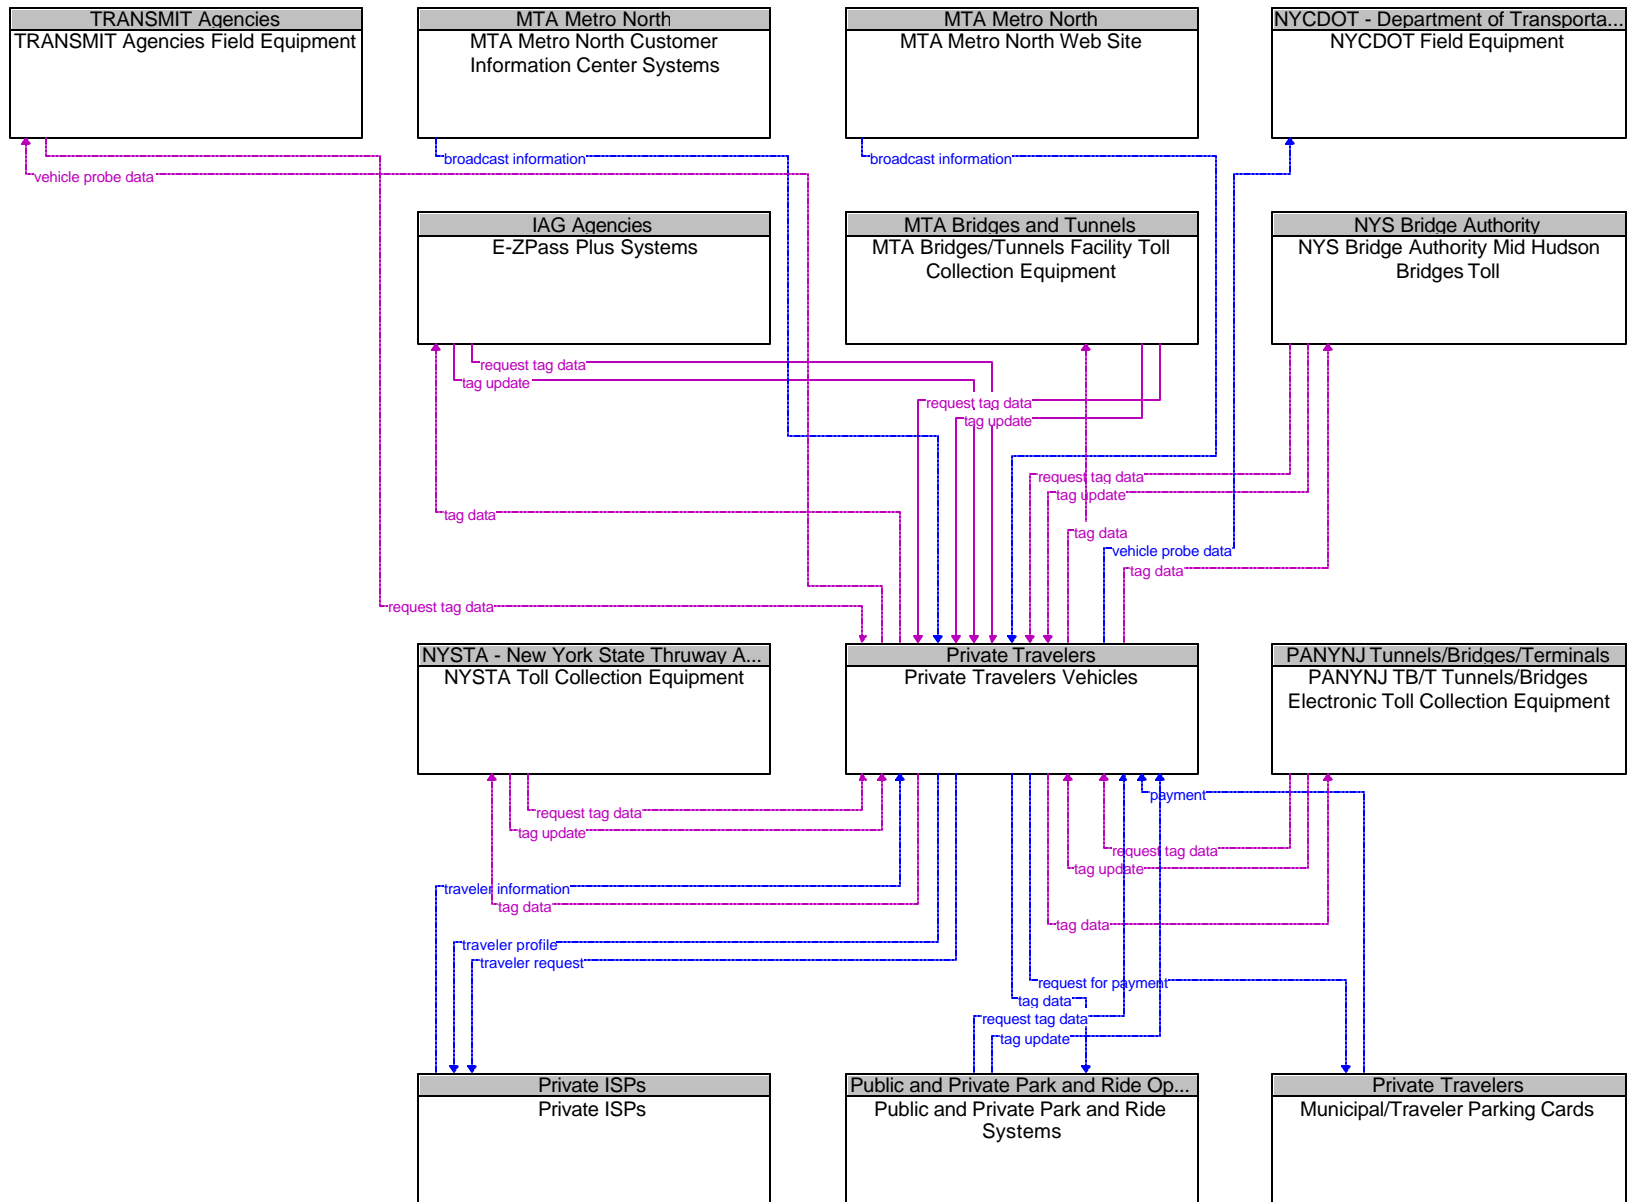 TRANSMIT Agencies
TRANSMIT Agencies Field Equipment
MTA Metro North
MTA Metro North Customer
Information Center Systems
MTA Metro North
MTA Metro North Web Site
NYCDOT - Department of Transporta...
NYCDOT Field Equipment
broadcast information
broadcast information
vehicle probe data
IAG Agencies
E-ZPass Plus Systems
MTA Bridges and Tunnels
MTA Bridges/Tunnels Facility Toll
Collection Equipment
NYS Bridge Authority
NYS Bridge Authority Mid Hudson
Bridges Toll
request tag data
tag update
request tag data
tag update
request tag data
tag update
tag data
tag data
vehicle probe data
tag data
request tag data
NYSTA - New York State Thruway A...
NYSTA Toll Collection Equipment
Private Travelers
Private Travelers Vehicles
PANYNJ Tunnels/Bridges/Terminals
PANYNJ TB/T Tunnels/Bridges
Electronic Toll Collection Equipment
payment
request tag data
tag update
request tag data
tag update
traveler information
tag data
tag data
traveler profile
traveler request
request for payment
tag data
request tag data
tag update
Private ISPs
Private ISPs
Public and Private Park and Ride Op...
Public and Private Park and Ride
Systems
Private Travelers
Municipal/Traveler Parking Cards